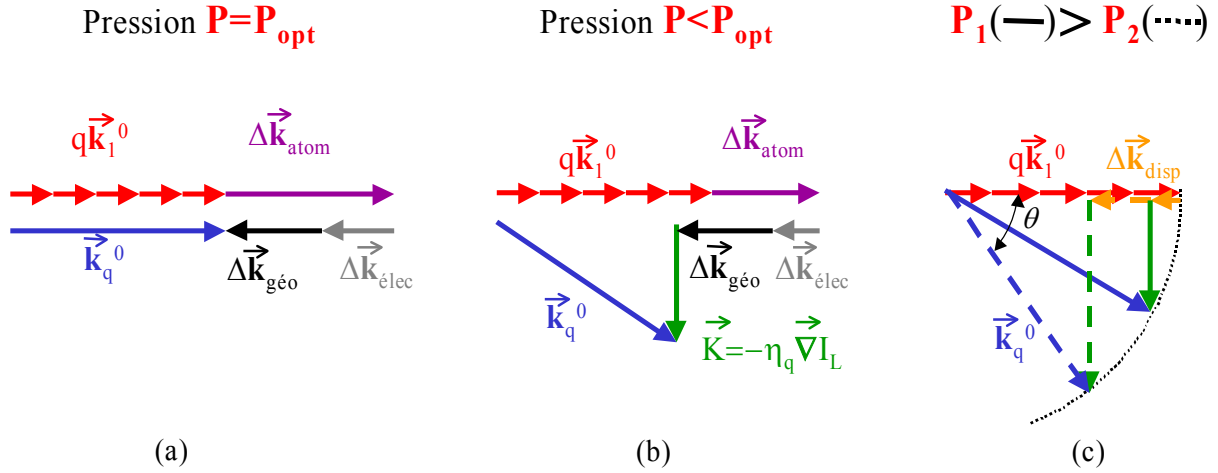 Pression P=P_opt
Pression P<P_opt
P_1(—) > P_2(····)
qk⃗_1^0
Δk⃗_atom
k⃗_q^0
Δk⃗_géo
Δk⃗_élec
qk⃗_1^0
Δk⃗_atom
k⃗_q^0
Δk⃗_géo
Δk⃗_élec
K⃗=−η_q∇⃗I_L
qk⃗_1^0
Δk⃗_disp
θ
k⃗_q^0
(a)
(b)
(c)